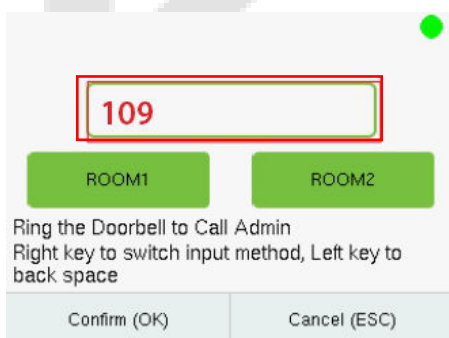 109
ROOM1 ROOM2
Ring the Doorbell to Call Admin
Right key to switch input method, Left key to
back space
Confirm (OK) Cancel (ESC)